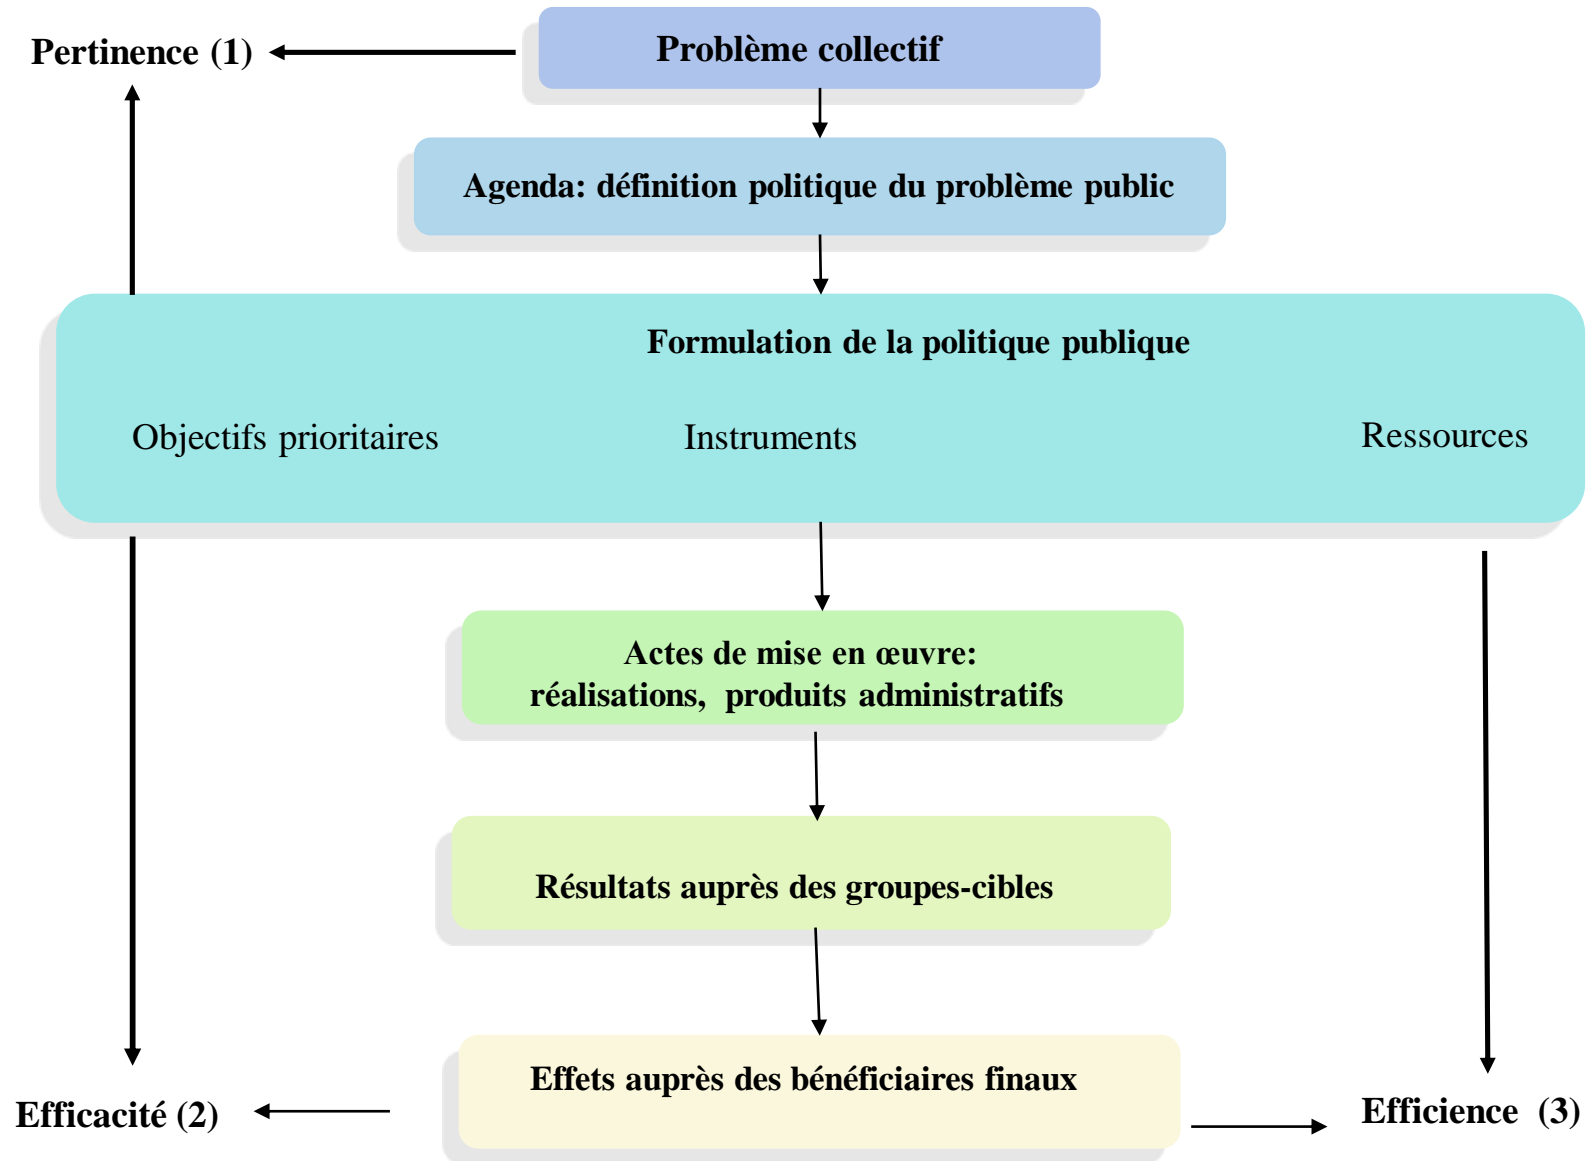 Pertinence (1)
Problème collectif
Agenda: définition politique du problème public
Formulation de la politique publique
Objectifs prioritaires
Instruments
Ressources
Actes de mise en œuvre:
réalisations, produits administratifs
Résultats auprès des groupes-cibles
Effets auprès des bénéficiaires finaux
Efficacité (2)
Efficience (3)